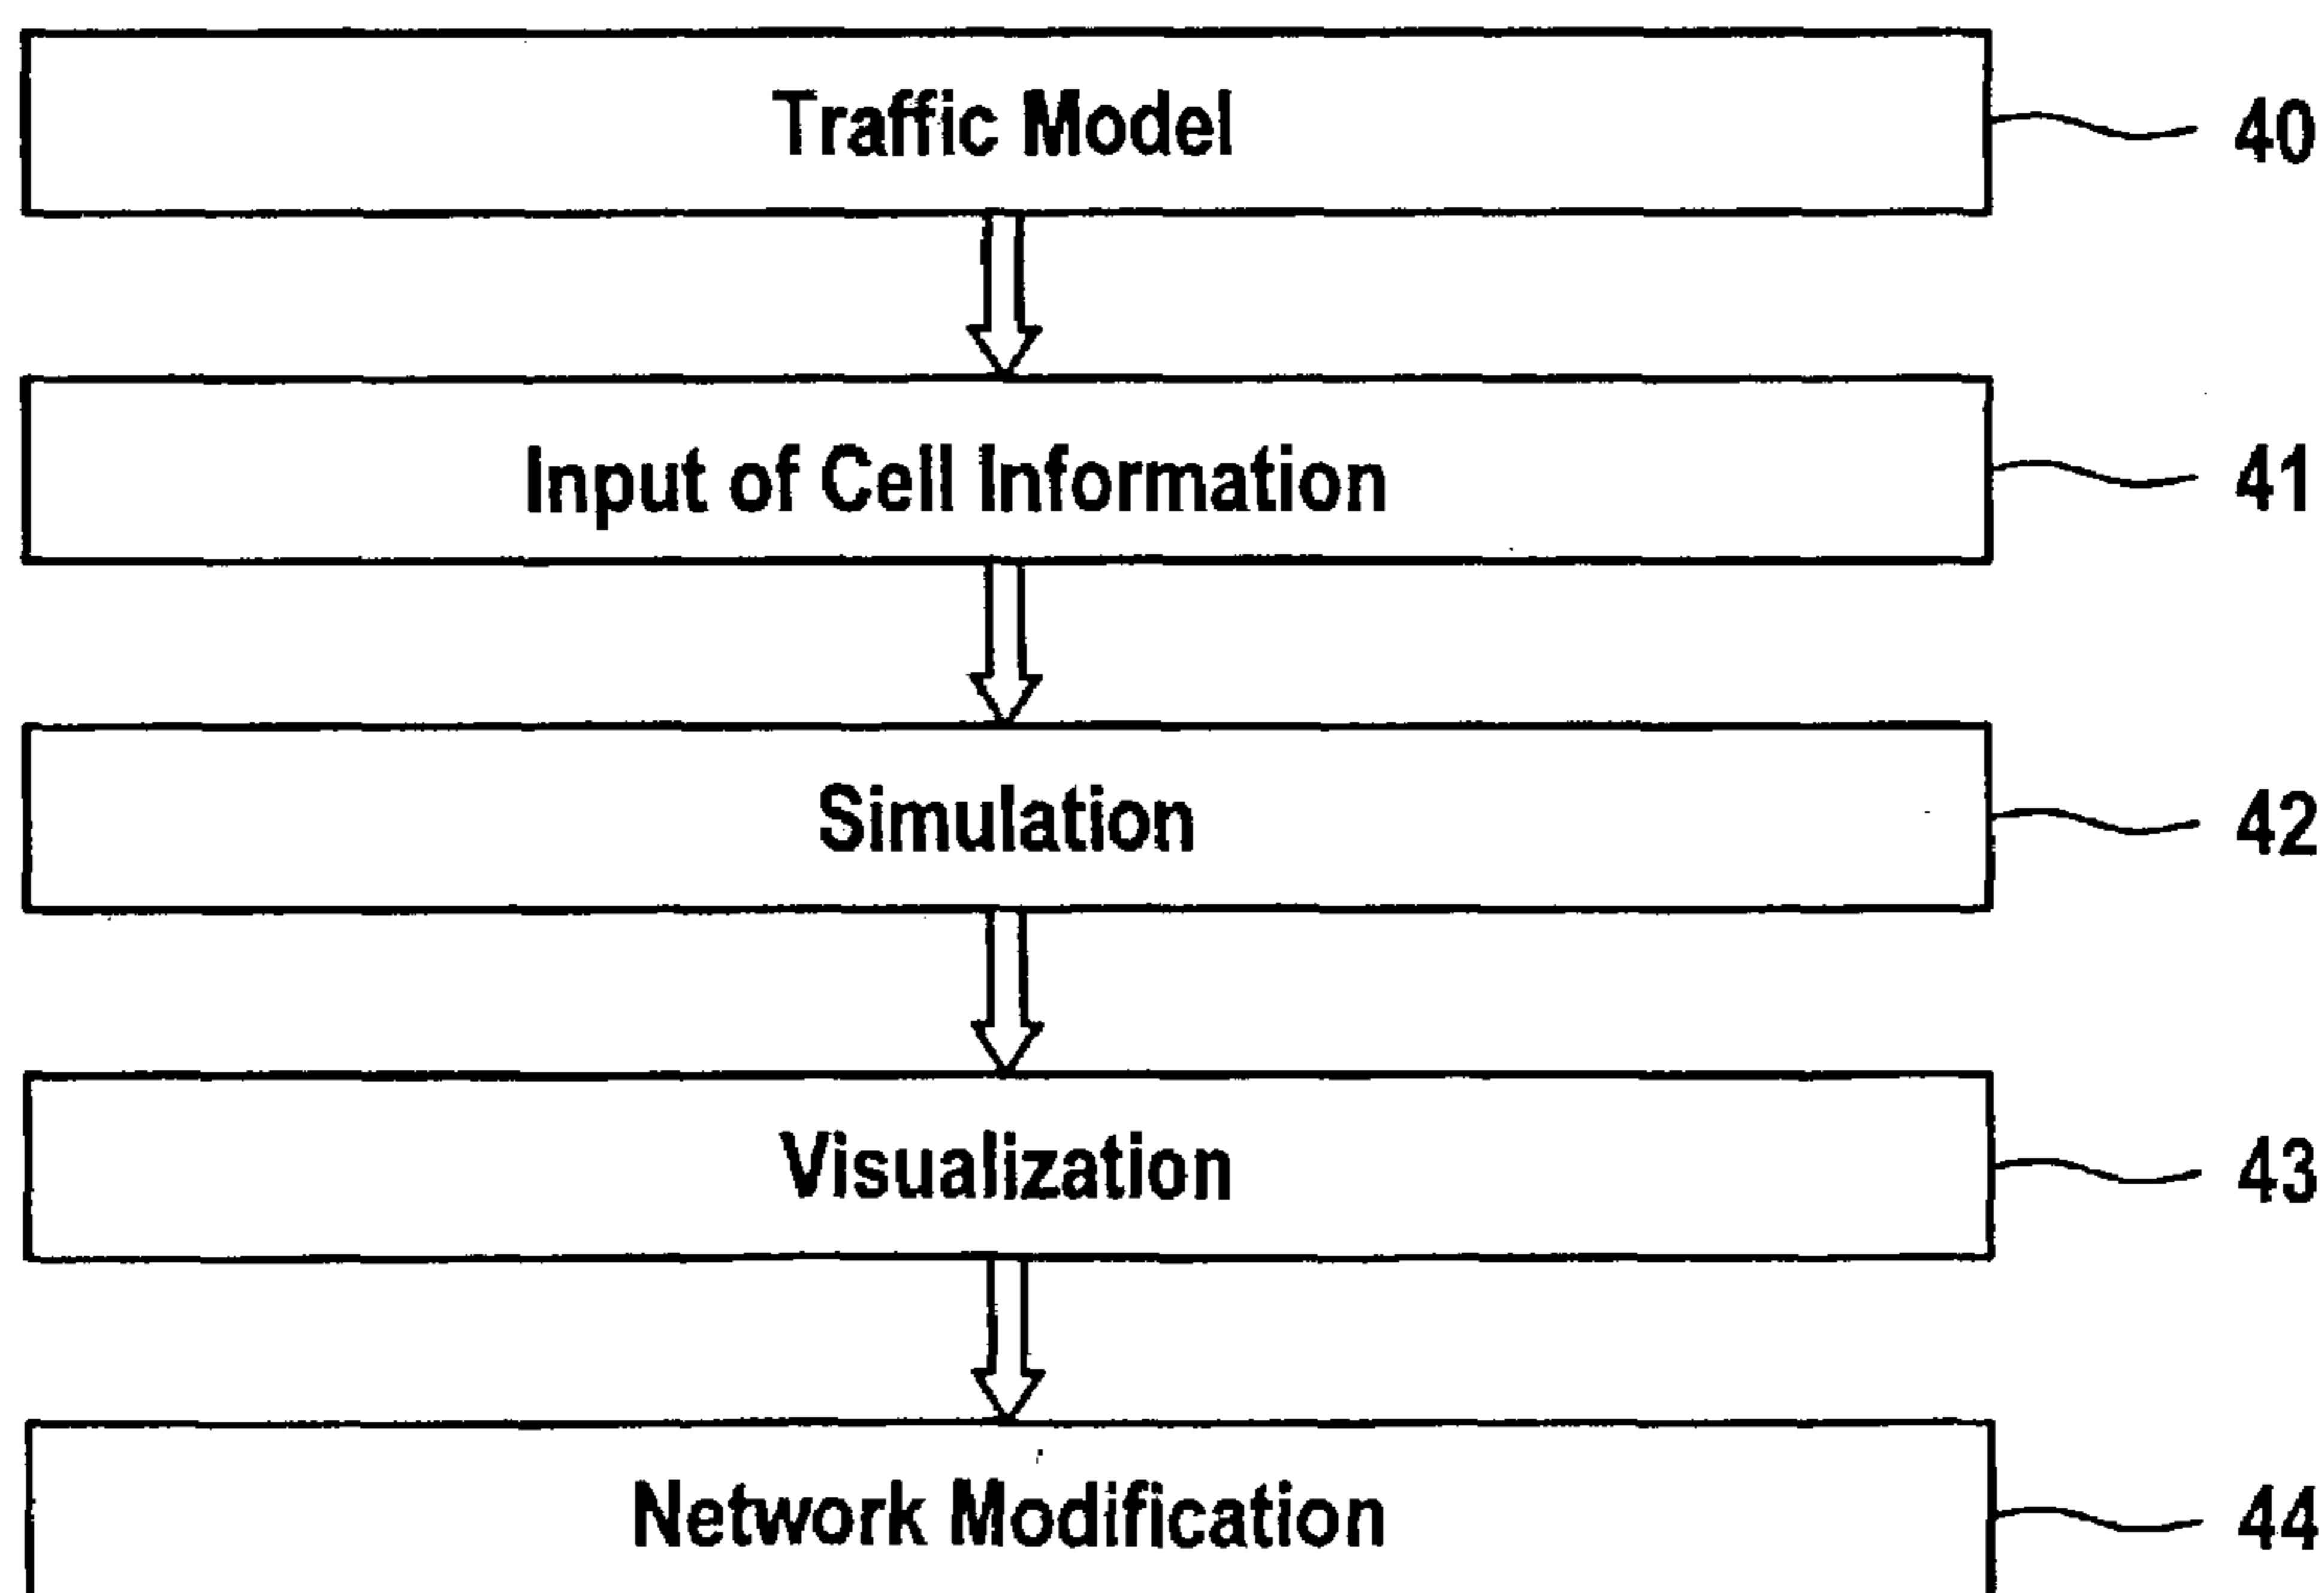 Traffic Model 40
Input of Cell Information 41
Simulation 42
Visualization 43
Network Modification 44